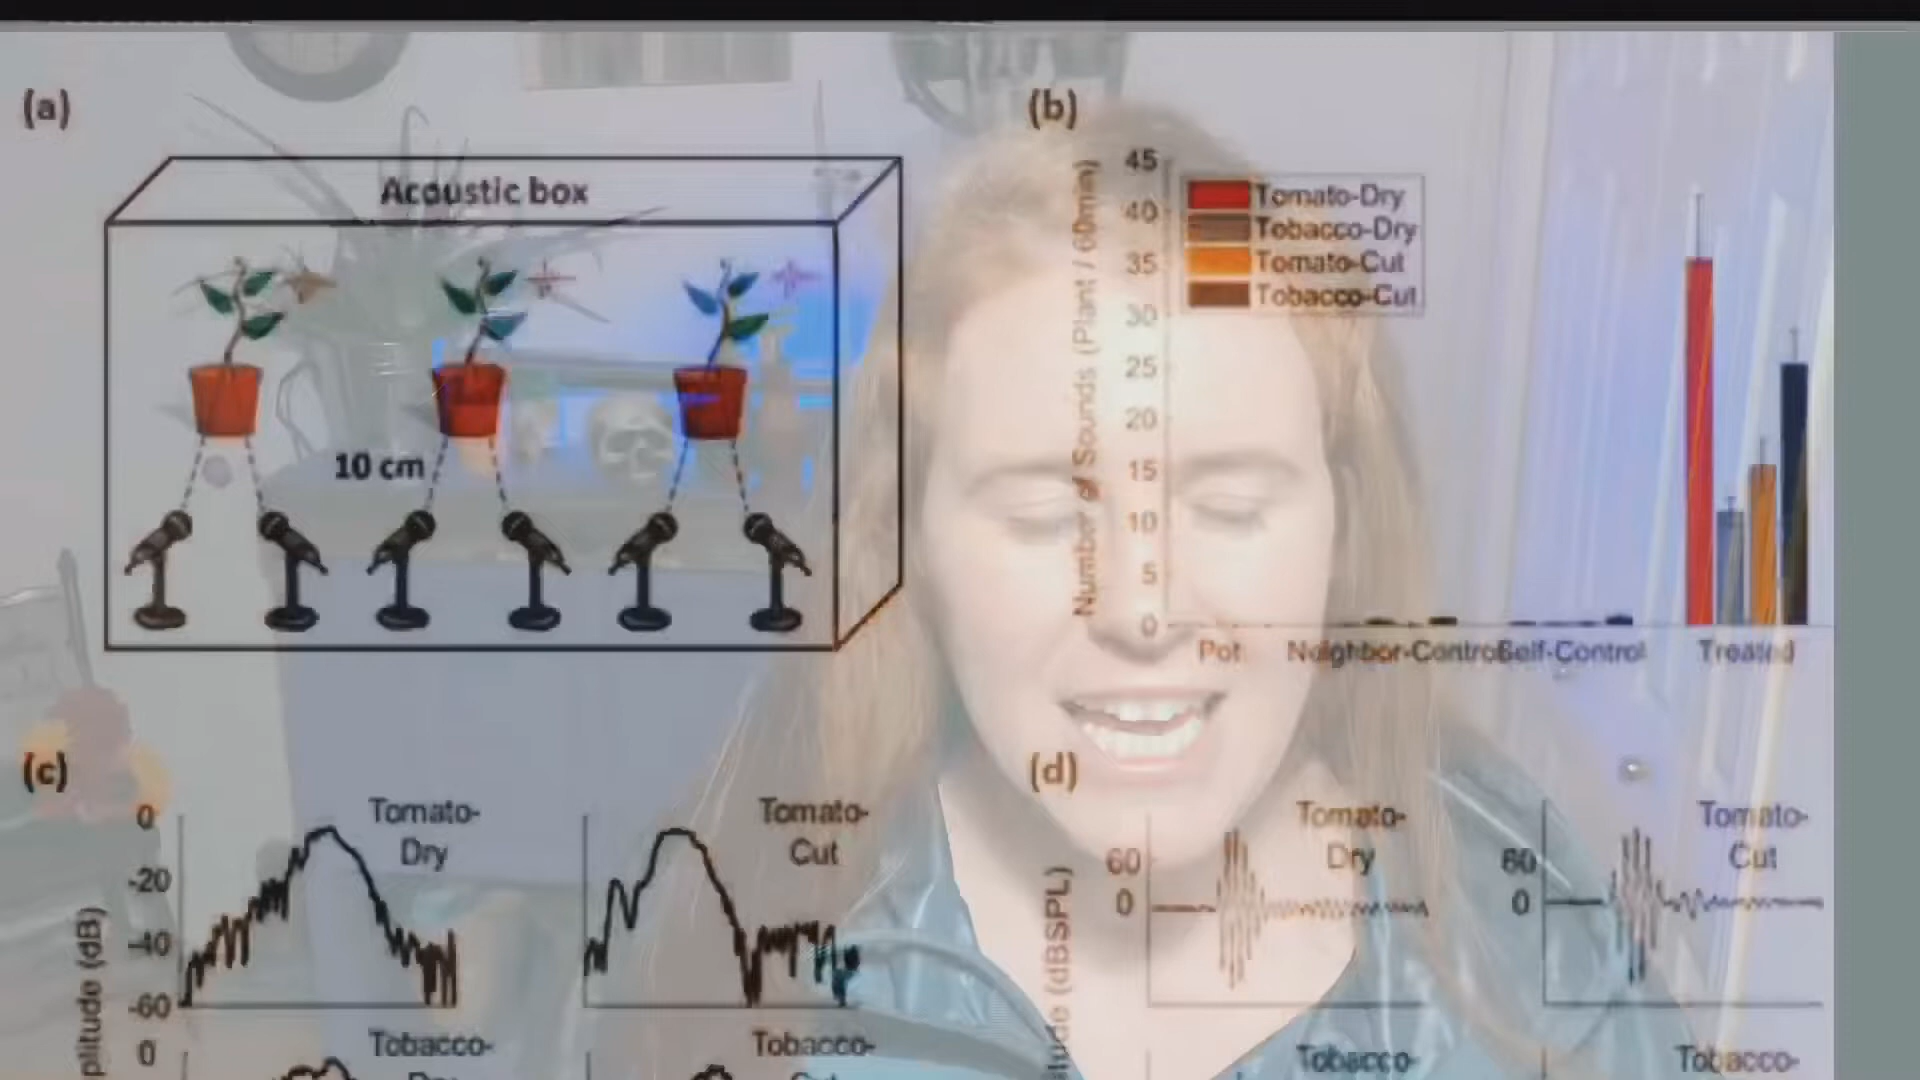 (a)
Acoustic box
10 cm
(b)
Number of Sounds (Plant / 60min)
45
40
35
30
25
20
15
10
5
0
Tomato-Dry
Tobacco-Dry
Tomato-Cut
Tobacco-Cut
Pot
Neighbor-Control
Self-Control
Treated
(c)
0
-20
-40
-60
Tomato-
Dry
Tomato-
Cut
0
Tobacco-
Tobacco-
(d)
(dBSPL)
60
0
Tomato-
Dry
60
0
Tomato-
Cut
Tobacco-
Tobacco-
(dB)